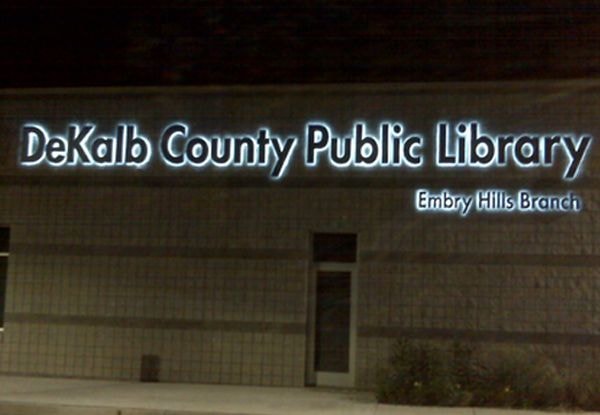 DeKalb County Public Library
Embry Hills Branch